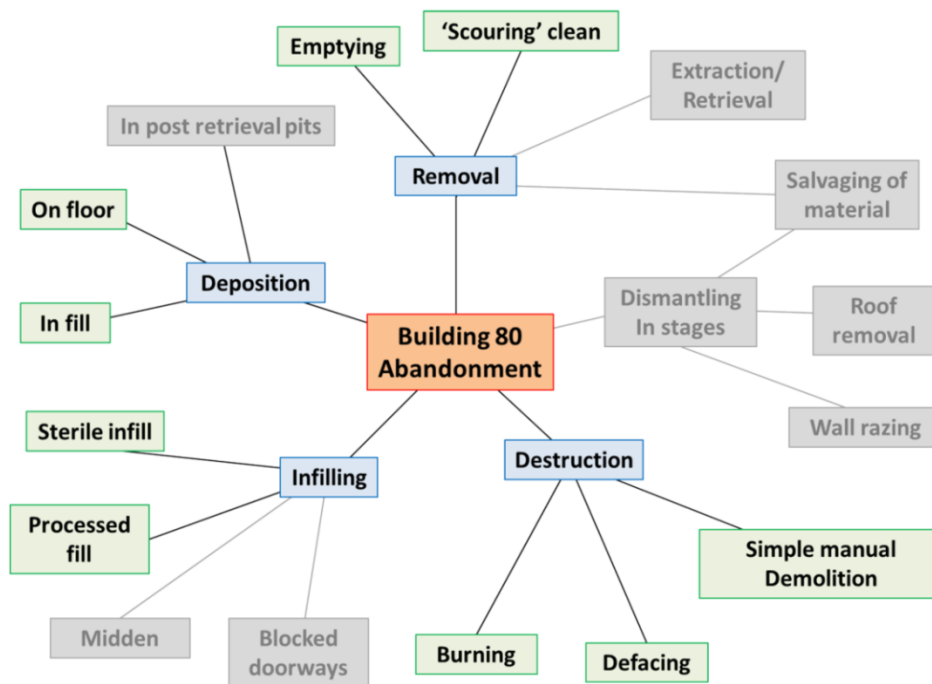 Emptying
'Scouring' clean
Extraction/
Retrieval
In post retrieval pits
Removal
Salvaging of
material
On floor
Deposition
Dismantling
In stages
Roof
removal
In fill
Building 80
Abandonment
Wall razing
Sterile infill
Infilling
Destruction
Processed
fill
Simple manual
Demolition
Midden
Blocked
doorways
Burning
Defacing